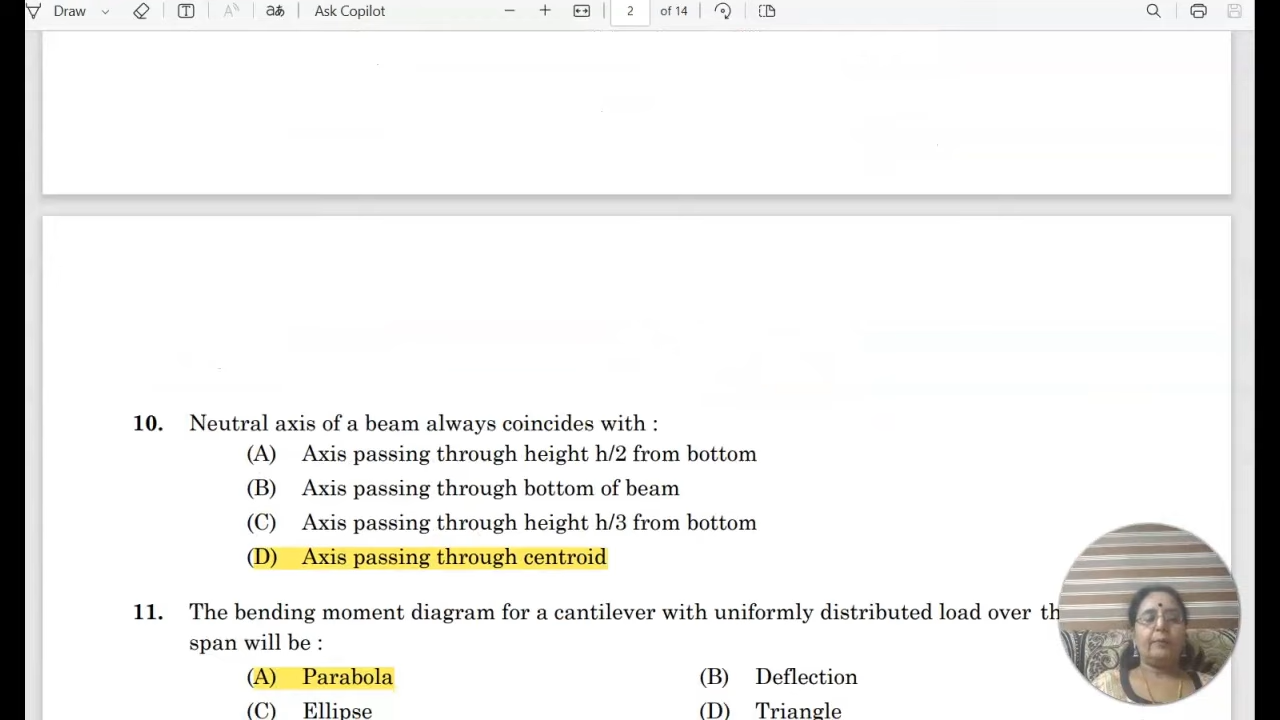 Draw A) aあ Ask Copilot 2 of 14
10. Neutral axis of a beam always coincides with :
(A) Axis passing through height h/2 from bottom
(B) Axis passing through bottom of beam
(C) Axis passing through height h/3 from bottom
(D) Axis passing through centroid
11. The bending moment diagram for a cantilever with uniformly distributed load over
span will be :
(A) Parabola (B) Deflection
(C) Ellipse (D) Triangle